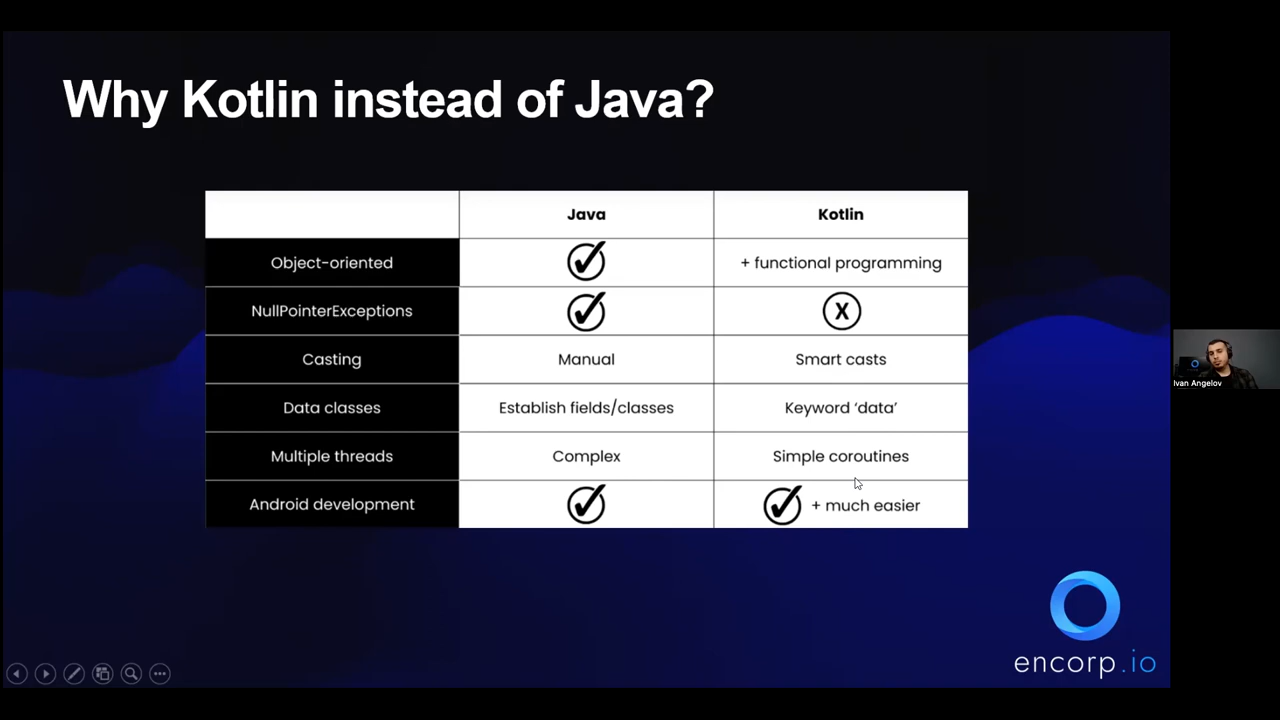 Why Kotlin instead of Java?
Java
Kotlin
Object-oriented
+ functional programming
NullPointerExceptions
X
Casting
Manual
Smart casts
Data classes
Establish fields/classes
Keyword ‘data’
Multiple threads
Complex
Simple coroutines
Android development
+ much easier
Ivan Angelov
encorp.io